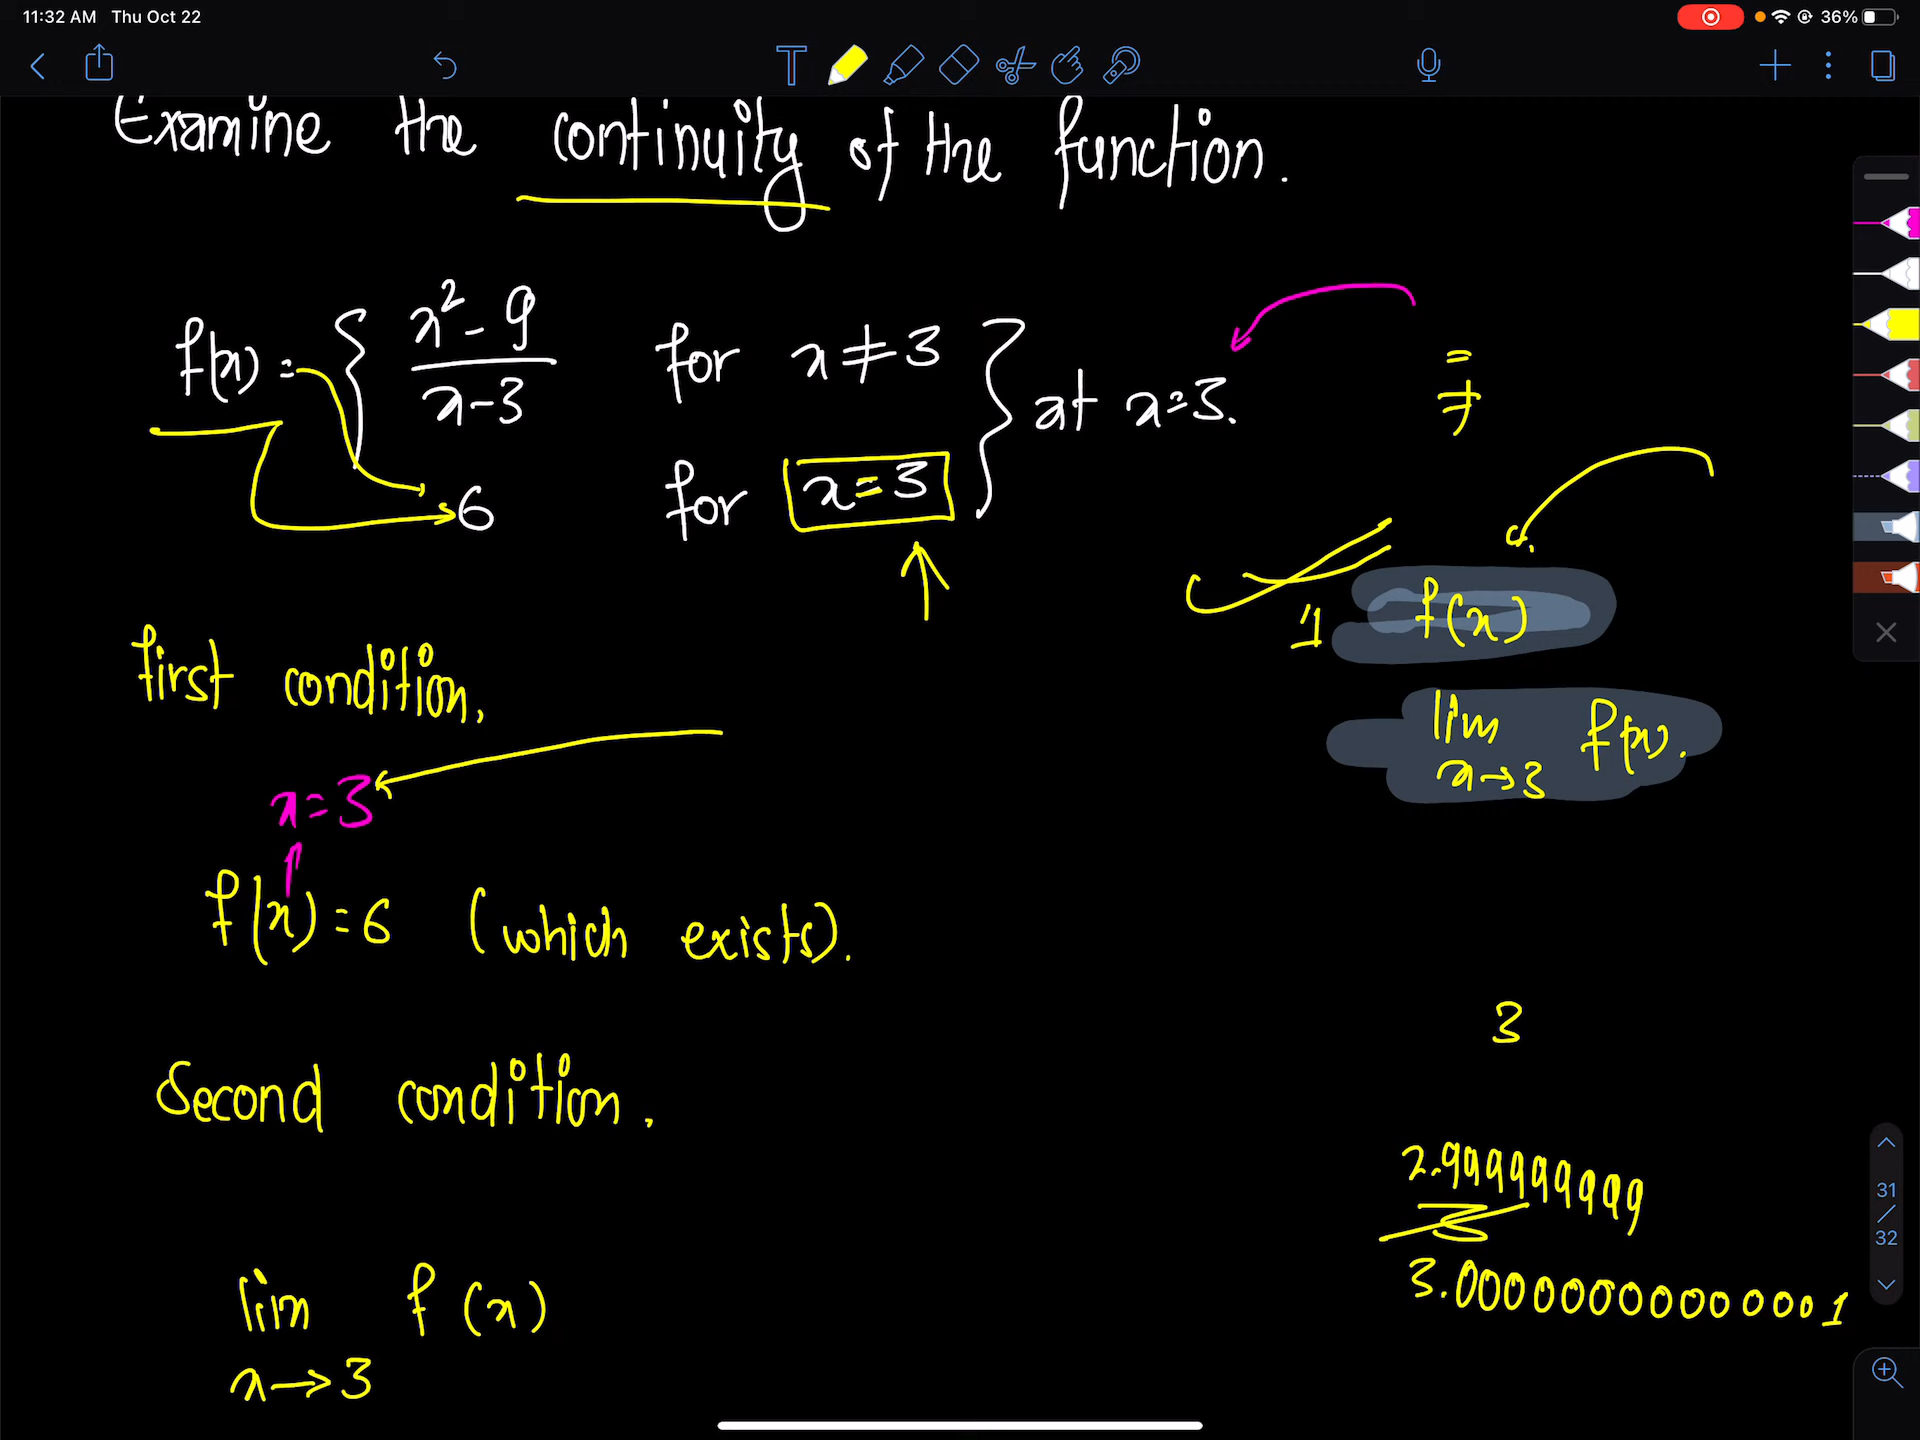 11:32 AM Thu Oct 22
36%
T
Examine the continuity of the function.
f(x) = { x² - 9 / x - 3 for x ≠ 3 } at x = 3.
6 for x = 3
=
≠
1 f(x)
lim f(x).
x→3
first condition,
x = 3
f(x) = 6 (which exists).
3
Second condition.
2.999999999
31
/
32
3.0000000000000001
lim f(x)
x→3